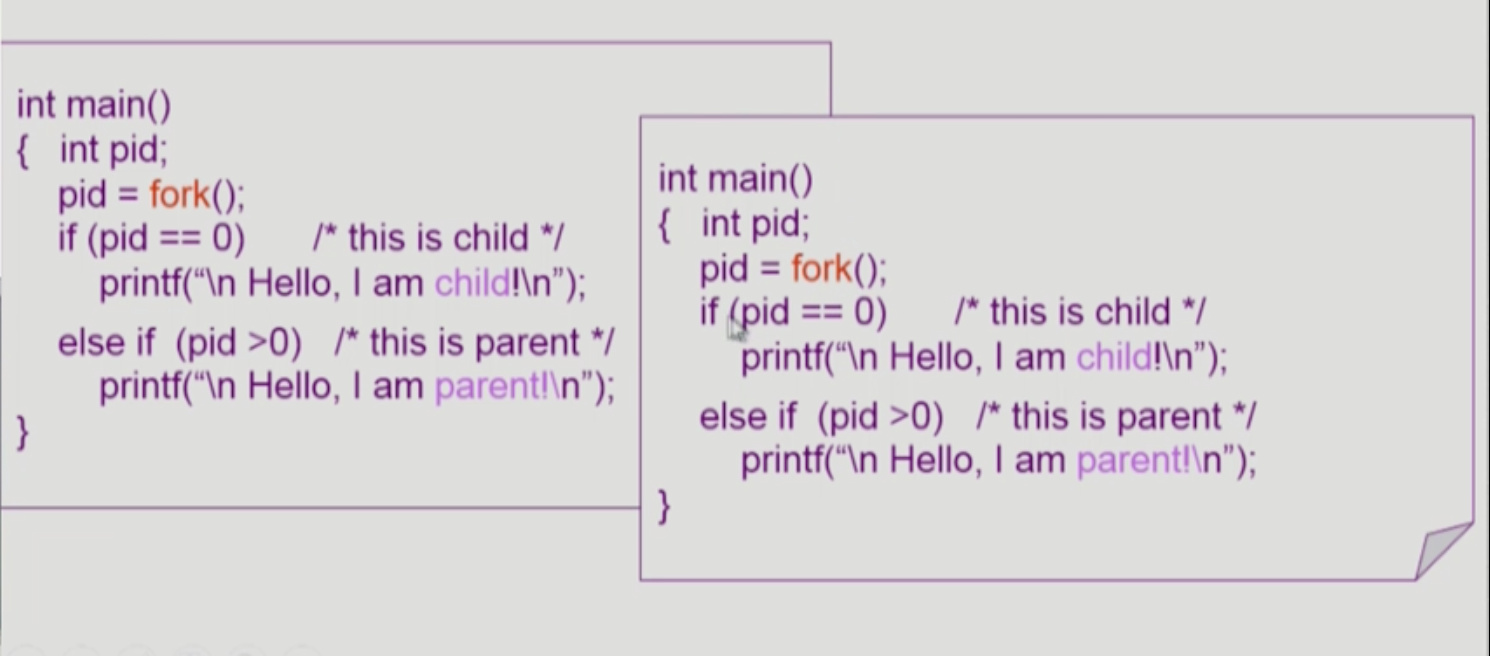 int main()
{ int pid;
pid = fork();
if (pid == 0) /* this is child */
printf(“\n Hello, I am child!\n”);
else if (pid >0) /* this is parent */
printf(“\n Hello, I am parent!\n”);
}
int main()
{ int pid;
pid = fork();
if (pid == 0) /* this is child */
printf(“\n Hello, I am child!\n”);
else if (pid >0) /* this is parent */
printf(“\n Hello, I am parent!\n”);
}